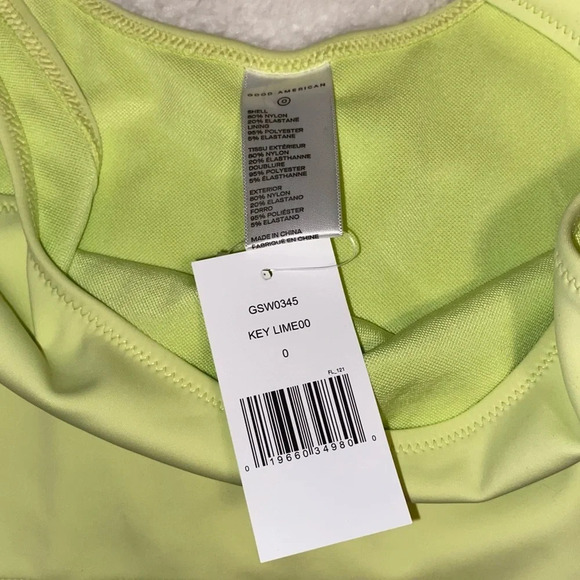 GOOD AMERICAN
0
SHELL
80% NYLON
20% ELASTANE
LINING
95% POLYESTER
5% ELASTANE
TISSU EXTÉRIEUR
80% NYLON
20% ÉLASTHANNE
DOUBLURE
95% POLYESTER
5% ÉLASTHANNE
EXTERIOR
80% NYLON
20% ELASTANO
FORRO
95% POLIÉSTER
5% ELASTANO
MADE IN CHINA
FABRIQUÉ EN CHINE
GSW0345
KEY LIME00
0
FL_121
0 19660 34980 0